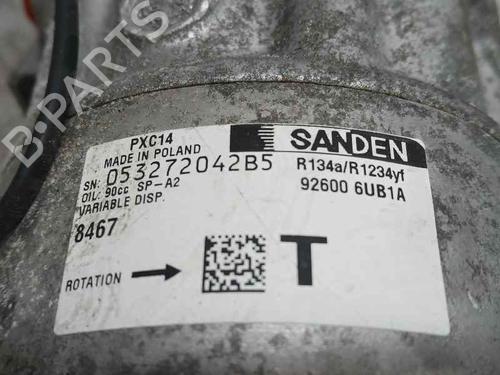 B-PARTS
PXC14
MADE IN POLAND
SANDEN
SN: 053272042B5
R134a/R1234yf
OIL: 90cc SP-A2
92600 6UB1A
VARIABLE DISP.
8467
ROTATION
T